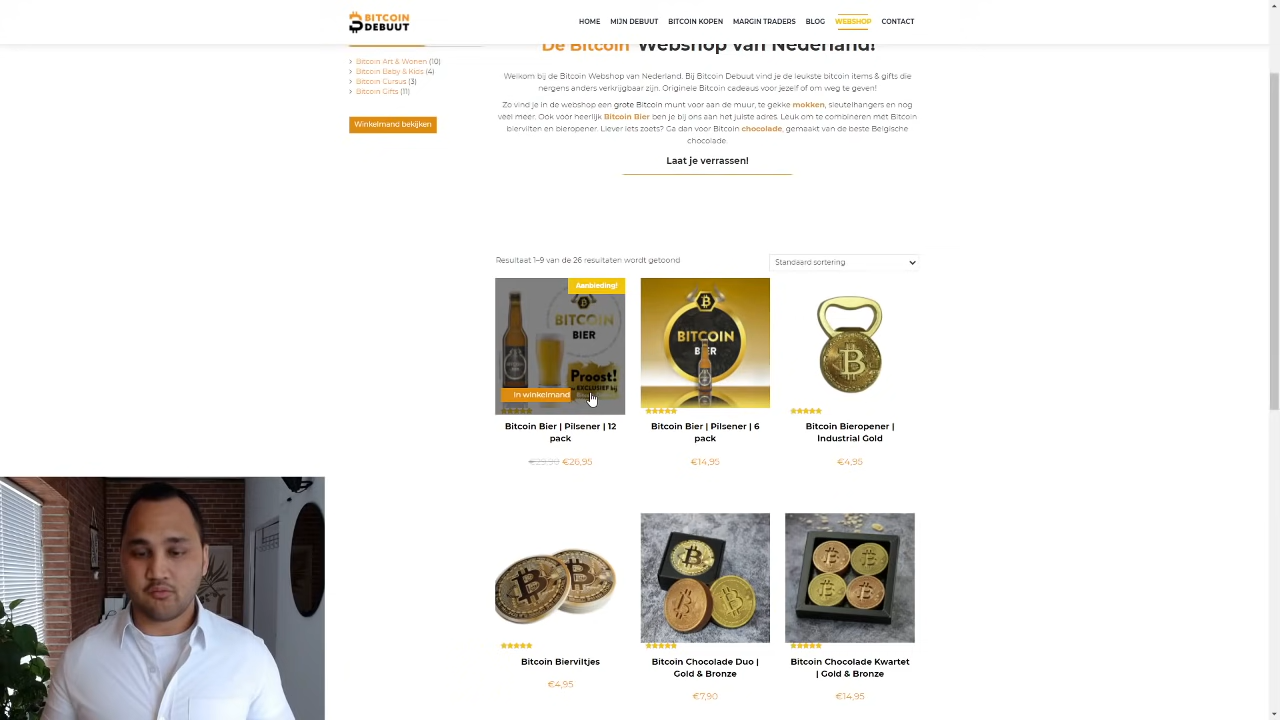 BITCOIN
DEBUUT
HOME MIJN DEBUUT BITCOIN KOPEN MARGIN TRADERS BLOG WEBSHOP CONTACT
De Bitcoin Webshop van Nederland!
Bitcoin Art & Wonen (10)
Bitcoin Baby & Kids (4)
Bitcoin Cursus (3)
Bitcoin Gifts (11)
Winkelmand bekijken
Welkom bij de Bitcoin Webshop van Nederland. Bij Bitcoin Debuut vind je de leukste bitcoin items & gifts die
nergens anders verkrijgbaar zijn. Originele Bitcoin cadeaus voor jezelf of om weg te geven!
Zo vind je in de webshop een grote Bitcoin munt voor aan de muur, te gekke mokken, sleutelhangers en nog
veel meer. Ook voor heerlijk Bitcoin Bier ben je bij ons aan het juiste adres. Leuk om te combineren met Bitcoin
biervilten en bieropener. Liever iets zoets? Ga dan voor Bitcoin chocolade, gemaakt van de beste Belgische
chocolade.
Laat je verrassen!
Resultaat 1–9 van de 26 resultaten wordt getoond
Standaard sortering
Aanbieding!
BITCOIN
BIER
Proost!
EXCLUSIEF bij
In winkelmand
BITCOIN
BIER
Bitcoin Bier | Pilsener | 12
pack
€29,90 €26,95
Bitcoin Bier | Pilsener | 6
pack
€14,95
Bitcoin Bieropener |
Industrial Gold
€4,95
Bitcoin Bierviltjes
€4,95
Bitcoin Chocolade Duo |
Gold & Bronze
€7,90
Bitcoin Chocolade Kwartet
| Gold & Bronze
€14,95